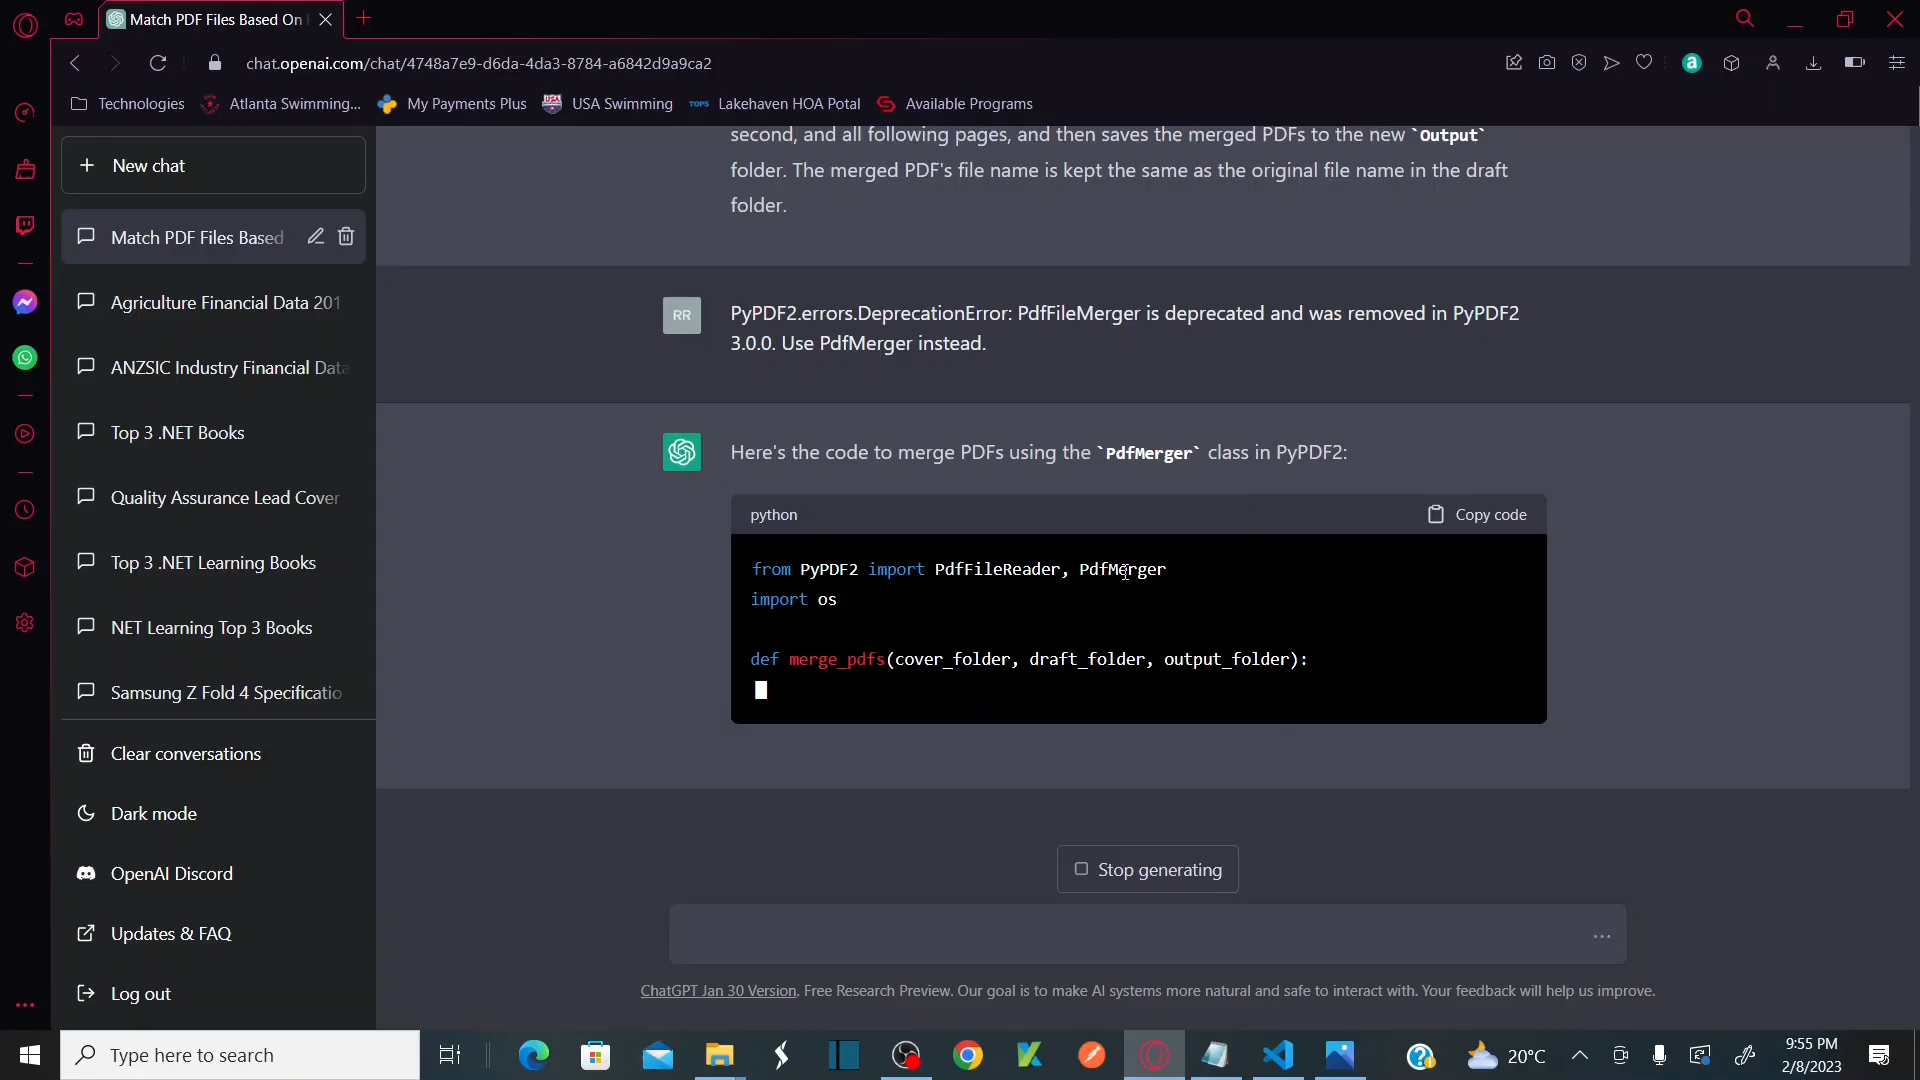 Match PDF Files Based On
chat.openai.com/chat/4748a7e9-d6da-4da3-8784-a6842d9a9ca2
Technologies
Atlanta Swimming...
My Payments Plus
USA Swimming
TOPS
Lakehaven HOA Potal
Available Programs
New chat
Match PDF Files Based
Agriculture Financial Data 201
ANZSIC Industry Financial Data
Top 3 .NET Books
Quality Assurance Lead Cover
Top 3 .NET Learning Books
NET Learning Top 3 Books
Samsung Z Fold 4 Specificatio
Clear conversations
Dark mode
OpenAI Discord
Updates & FAQ
Log out
second, and all following pages, and then saves the merged PDFs to the new `Output`
folder. The merged PDF's file name is kept the same as the original file name in the draft
folder.
RR
PyPDF2.errors.DeprecationError: PdfFileMerger is deprecated and was removed in PyPDF2
3.0.0. Use PdfMerger instead.
Here's the code to merge PDFs using the `PdfMerger` class in PyPDF2:
python
Copy code
from PyPDF2 import PdfFileReader, PdfMerger
import os
def merge_pdfs(cover_folder, draft_folder, output_folder):
Stop generating
ChatGPT Jan 30 Version. Free Research Preview. Our goal is to make AI systems more natural and safe to interact with. Your feedback will help us improve.
Type here to search
20°C
9:55 PM
2/8/2023